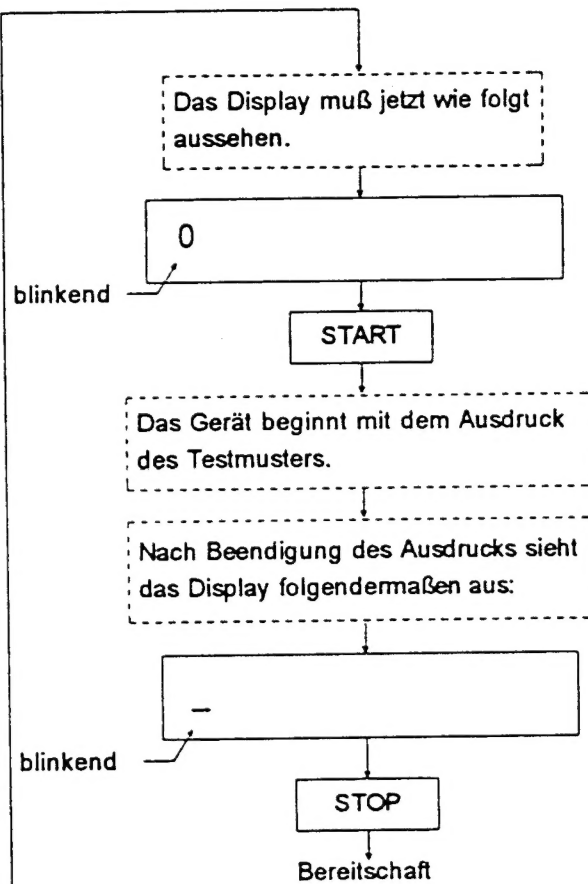 Das Display muß jetzt wie folgt
aussehen.
0
blinkend
START
Das Gerät beginnt mit dem Ausdruck
des Testmusters.
Nach Beendigung des Ausdrucks sieht
das Display folgendermaßen aus:
_
blinkend
STOP
Bereitschaft